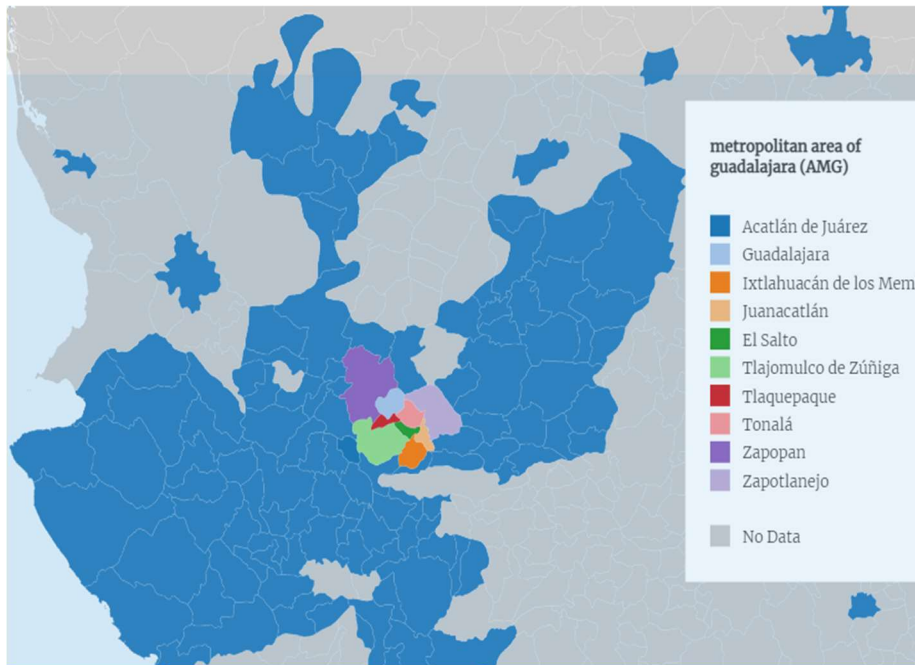 metropolitan area of
guadalajara (AMG)
Acatlán de Juárez
Guadalajara
Ixtlahuacán de los Mem
Juanacatlán
El Salto
Tlajomulco de Zúñiga
Tlaquepaque
Tonalá
Zapopan
Zapotlanejo
No Data